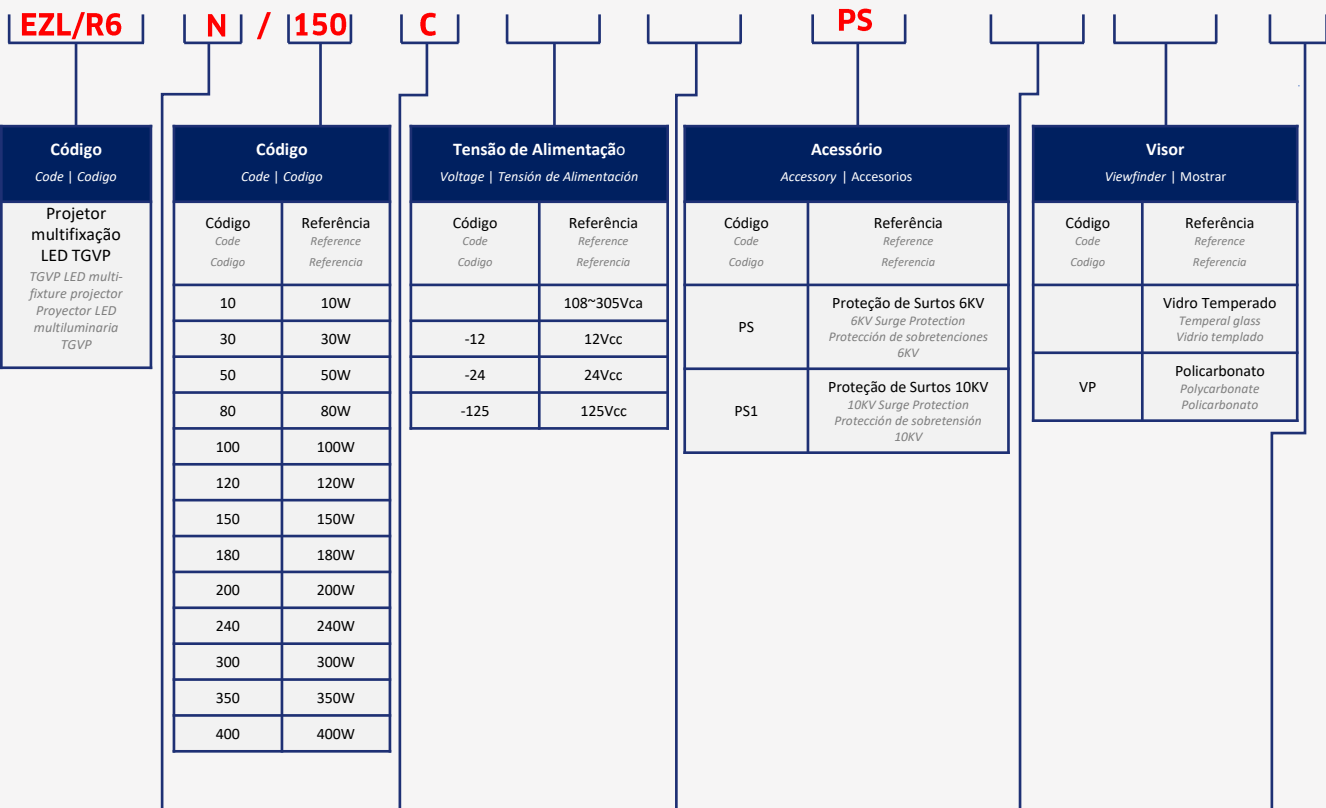 EZL/R6 N / 150 C PS
Código
Code | Codigo
Projetor
multifixação
LED TGVP
TGVP LED multi-
fixture projector
Proyector LED
multiluminaria
TGVP
Código
Code | Codigo
Código Referência
Code Reference
Codigo Referencia
10 10W
30 30W
50 50W
80 80W
100 100W
120 120W
150 150W
180 180W
200 200W
240 240W
300 300W
350 350W
400 400W
Tensão de Alimentação
Voltage | Tensión de Alimentación
Código Referência
Code Reference
Codigo Referencia
108~305Vca
-12 12Vcc
-24 24Vcc
-125 125Vcc
Acessório
Accessory | Accesorios
Código Referência
Code Reference
Codigo Referencia
PS
Proteção de Surtos 6KV
6KV Surge Protection
Protección de sobretenciones
6KV
PS1
Proteção de Surtos 10KV
10KV Surge Protection
Protección de sobretensión
10KV
Visor
Viewfinder | Mostrar
Código Referência
Code Reference
Codigo Referencia
Vidro Temperado
Temperal glass
Vidrio templado
VP
Policarbonato
Polycarbonate
Policarbonato